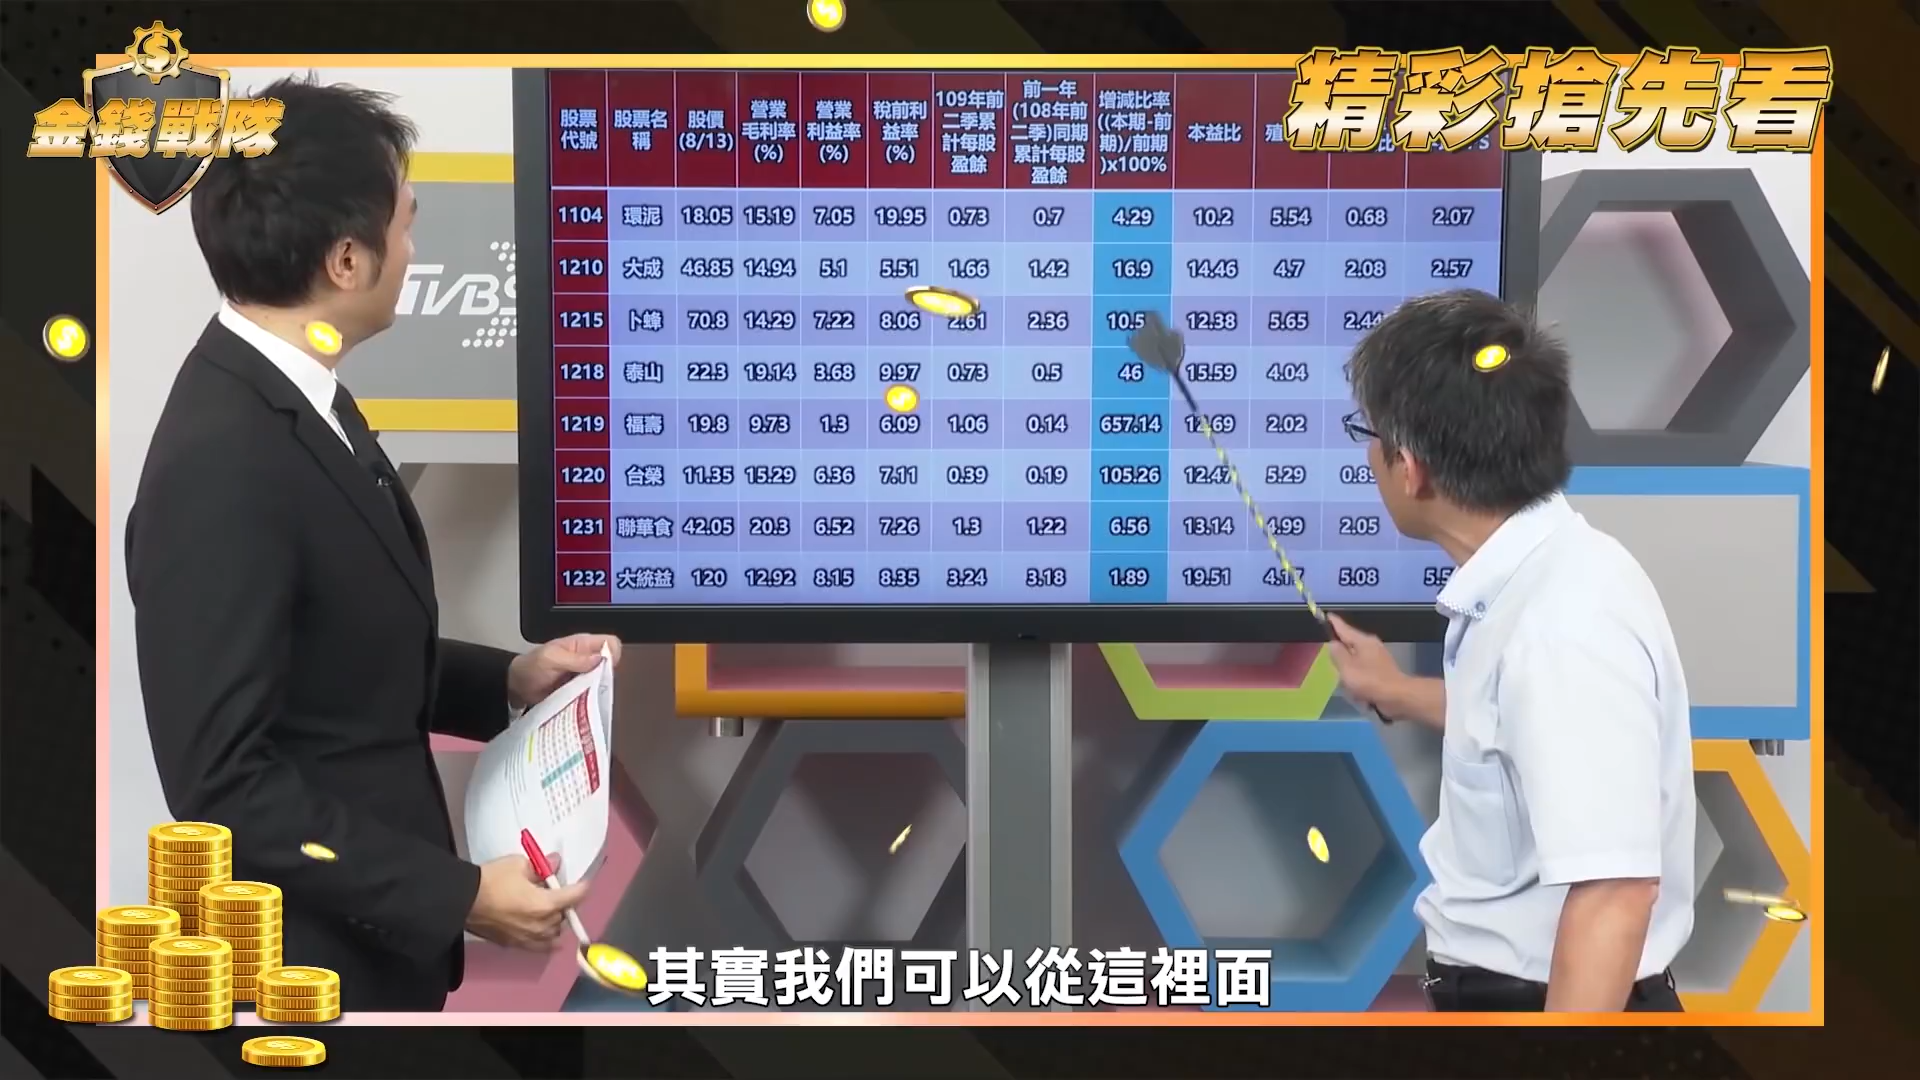 金錢戰隊
精彩搶先看
TVBS
股票代號 股票名稱 股價(8/13) 營業毛利率(%) 營業利益率(%) 稅前利益率(%) 109年前二季累計每股盈餘 前一年(108年前二季)同期累計每股盈餘 增減比率((本期-前期)/前期)x100% 本益比 殖
1104 環泥 18.05 15.19 7.05 19.95 0.73 0.7 4.29 10.2 5.54 0.68 2.07
1210 大成 46.85 14.94 5.1 5.51 1.66 1.42 16.9 14.46 4.7 2.08 2.57
1215 卜蜂 70.8 14.29 7.22 8.06 2.61 2.36 10.5 12.38 5.65 2.44
1218 泰山 22.3 19.14 3.68 9.97 0.73 0.5 46 15.59 4.04
1219 福壽 19.8 9.73 1.3 6.09 1.06 0.14 657.14 12.69 2.02
1220 台榮 11.35 15.29 6.36 7.11 0.39 0.19 105.26 12.47 5.29 0.89
1231 聯華食 42.05 20.3 6.52 7.26 1.3 1.22 6.56 13.14 4.99 2.05
1232 大統益 120 12.92 8.15 8.35 3.24 3.18 1.89 19.51 4.17 5.08
其實我們可以從這裡面